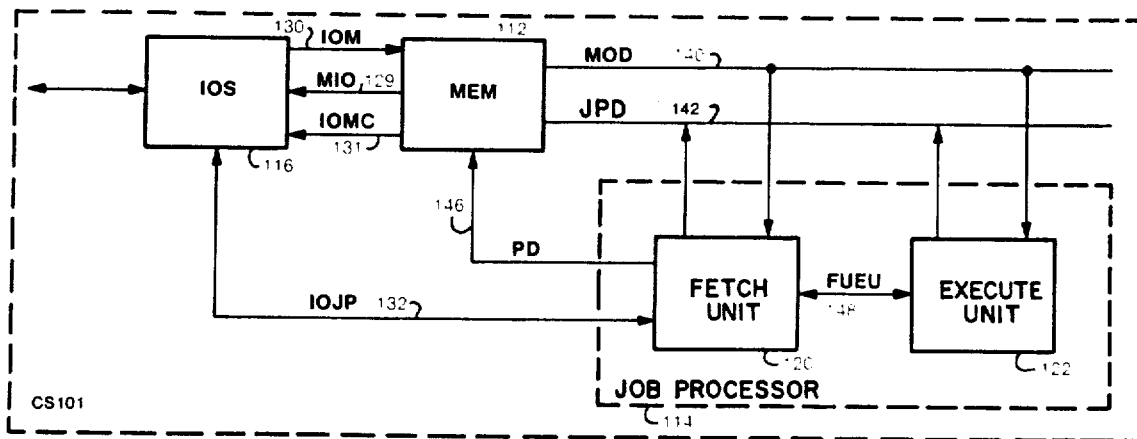 130 IOM
112
MOD 140
IOS
MIO 129
MEM
IOMC
131
JPD 142
116
146
PD
FETCH
UNIT
FUEU
148
EXECUTE
UNIT
IOJP 132
120
122
JOB PROCESSOR
CS101
114